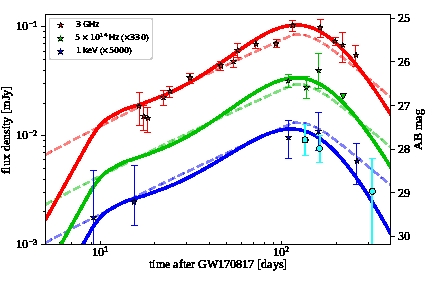 3 GHz
5 × 10¹⁴ Hz (×330)
1 keV (×5000)
flux density [mJy]
10⁻¹
10⁻²
10⁻³
10¹
10²
time after GW170817 [days]
25
26
27
28
29
30
AB mag